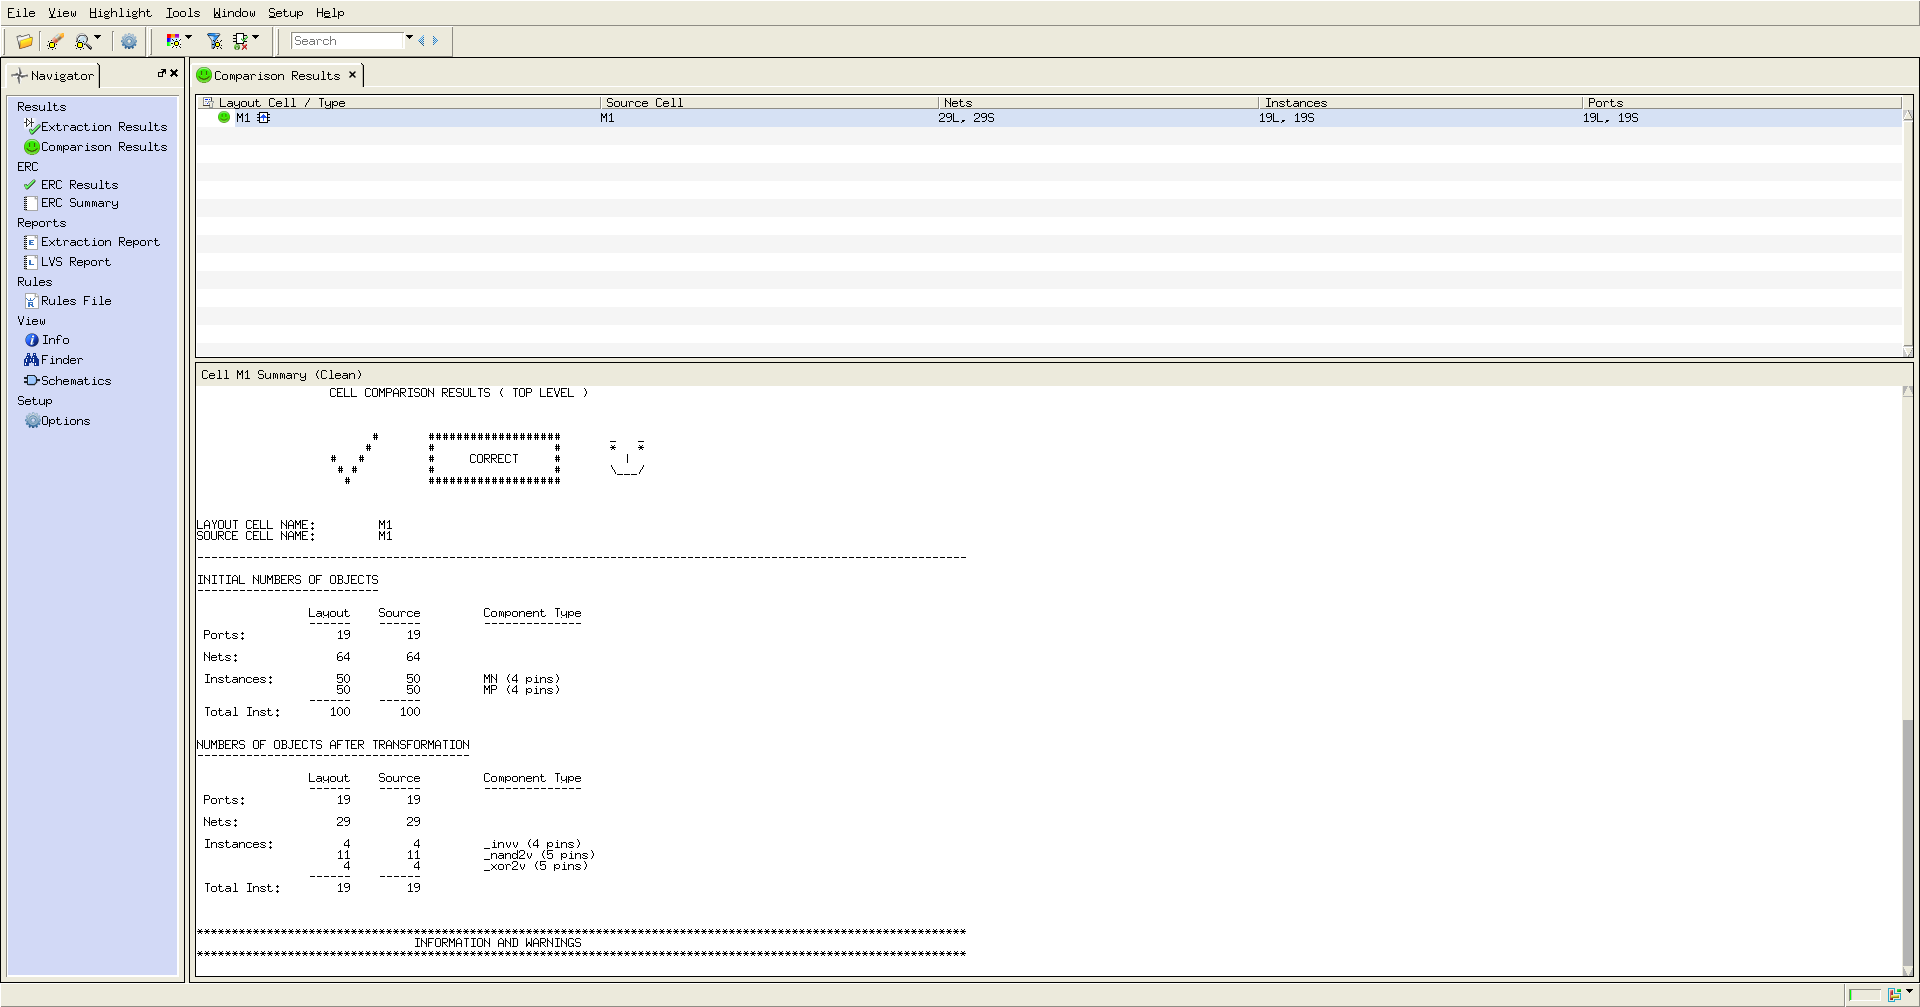 File View Highlight Tools Window Setup Help
Search
Navigator
Results
Extraction Results
Comparison Results
ERC
ERC Results
ERC Summary
Reports
Extraction Report
LVS Report
Rules
Rules File
View
Info
Finder
Schematics
Setup
Options
Comparison Results
Layout Cell / Type Source Cell Nets Instances Ports
M1 M1 29L, 29S 19L, 19S 19L, 19S
Cell M1 Summary (Clean)
CELL COMPARISON RESULTS ( TOP LEVEL )
# ################### _ _
# # # * *
# # # CORRECT # |
# # # # \___/
# ###################
LAYOUT CELL NAME: M1
SOURCE CELL NAME: M1
--------------------------------------------------------------------------------------------------------------
INITIAL NUMBERS OF OBJECTS
--------------------------
Layout Source Component Type
------ ------ --------------
Ports: 19 19
Nets: 64 64
Instances: 50 50 MN (4 pins)
50 50 MP (4 pins)
------ ------
Total Inst: 100 100
NUMBERS OF OBJECTS AFTER TRANSFORMATION
---------------------------------------
Layout Source Component Type
------ ------ --------------
Ports: 19 19
Nets: 29 29
Instances: 4 4 _invv (4 pins)
11 11 _nand2v (5 pins)
4 4 _xor2v (5 pins)
------ ------
Total Inst: 19 19
**************************************************************************************************************
INFORMATION AND WARNINGS
**************************************************************************************************************